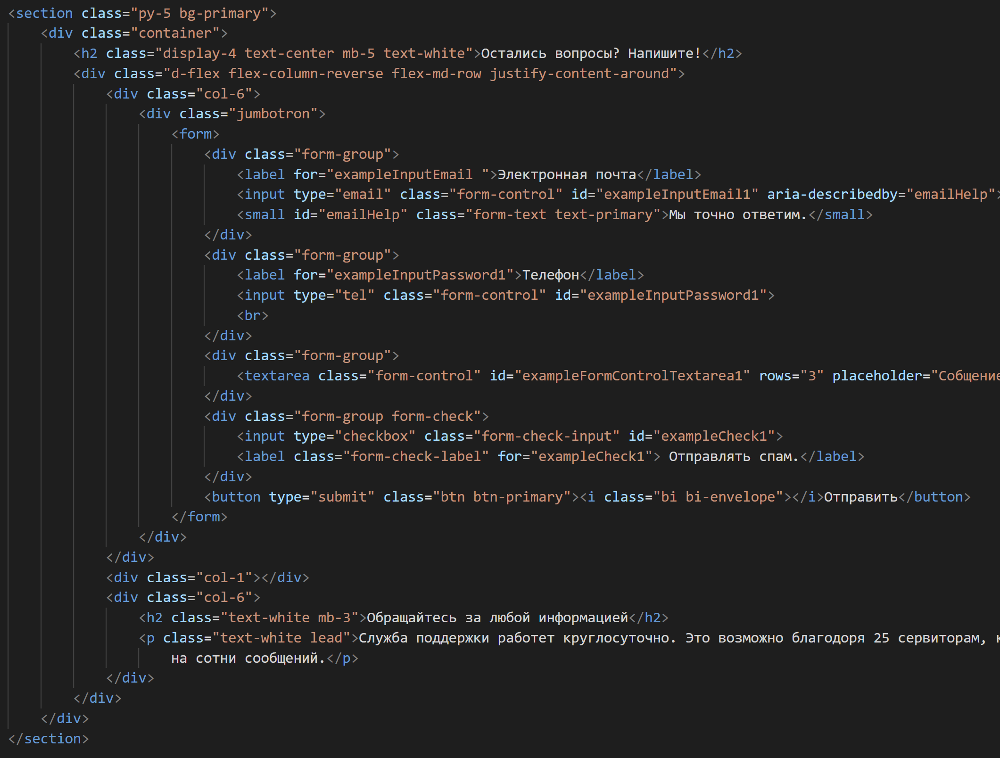 <section class="py-5 bg-primary">
<div class="container">
<h2 class="display-4 text-center mb-5 text-white">Остались вопросы? Напишите!</h2>
<div class="d-flex flex-column-reverse flex-md-row justify-content-around">
<div class="col-6">
<div class="jumbotron">
<form>
<div class="form-group">
<label for="exampleInputEmail ">Электронная почта</label>
<input type="email" class="form-control" id="exampleInputEmail1" aria-describedby="emailHelp">
<small id="emailHelp" class="form-text text-primary">Мы точно ответим.</small>
</div>
<div class="form-group">
<label for="exampleInputPassword1">Телефон</label>
<input type="tel" class="form-control" id="exampleInputPassword1">
<br>
</div>
<div class="form-group">
<textarea class="form-control" id="exampleFormControlTextarea1" rows="3" placeholder="Собщение
</div>
<div class="form-group form-check">
<input type="checkbox" class="form-check-input" id="exampleCheck1">
<label class="form-check-label" for="exampleCheck1"> Отправлять спам.</label>
</div>
<button type="submit" class="btn btn-primary"><i class="bi bi-envelope"></i>Отправить</button>
</form>
</div>
</div>
<div class="col-1"></div>
<div class="col-6">
<h2 class="text-white mb-3">Обращайтесь за любой информацией</h2>
<p class="text-white lead">Служба поддержки работет круглосуточно. Это возможно благодоря 25 сервиторам,
на сотни сообщений.</p>
</div>
</div>
</div>
</section>